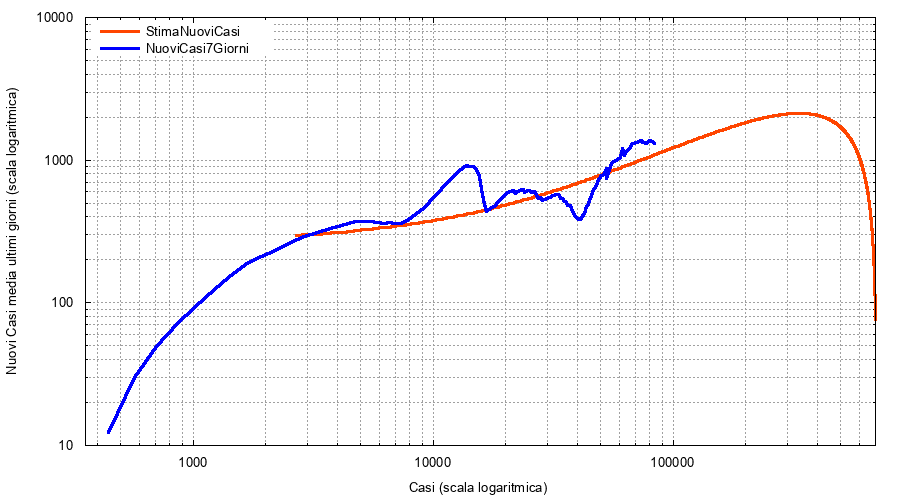 10000
StimaNuoviCasi
NuoviCasi7Giorni
1000
100
10
Nuovi Casi media ultimi giorni (scala logaritmica)
1000 10000 100000
Casi (scala logaritmica)